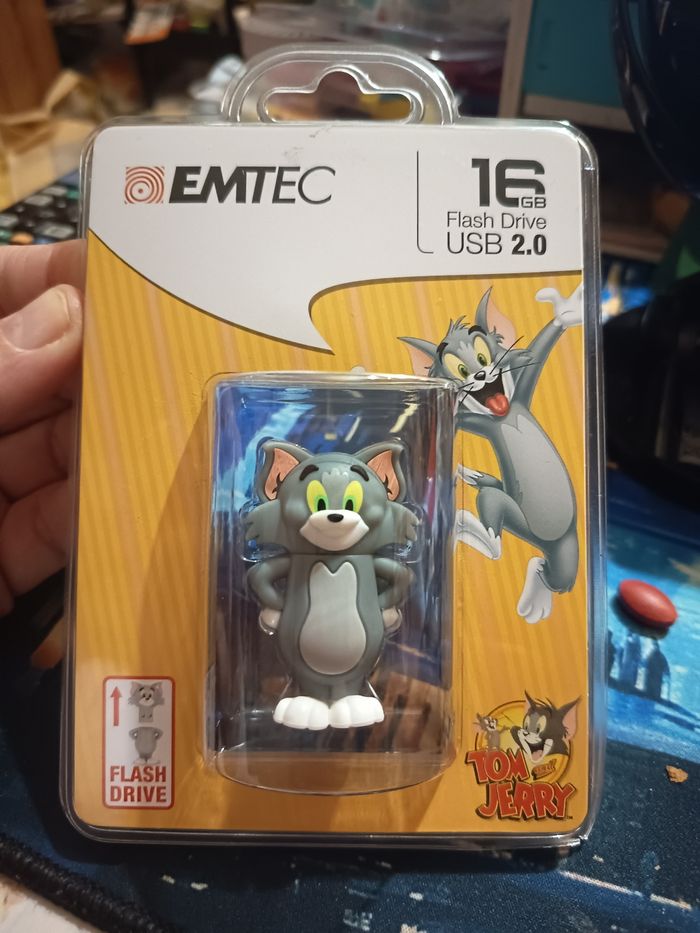 EMTEC
16GB
Flash Drive
USB 2.0
FLASH
DRIVE
TOM
AND
JERRY